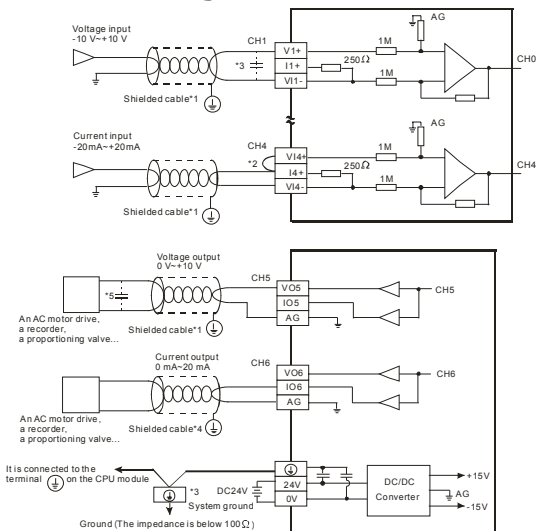 Voltage input
-10 V~+10 V
CH1
*3
V1+
I1+
VI1-
250Ω
1M
1M
AG
CH0
Shielded cable*1
Current input
-20mA~+20mA
CH4
*2
VI4+
I4+
VI4-
250Ω
1M
1M
AG
CH4
Shielded cable*1
Voltage output
0 V~+10 V
*5
CH5
VO5
IO5
AG
CH5
An AC motor drive,
a recorder,
a proportioning valve...
Shielded cable*1
Current output
0 mA~20 mA
CH6
VO6
IO6
AG
CH6
An AC motor drive,
a recorder,
a proportioning valve...
Shielded cable*4
It is connected to the
terminal on the CPU module
*3
System ground
DC24V
24V
0V
DC/DC
Converter
+15V
AG
-15V
Ground (The impedance is below 100Ω)